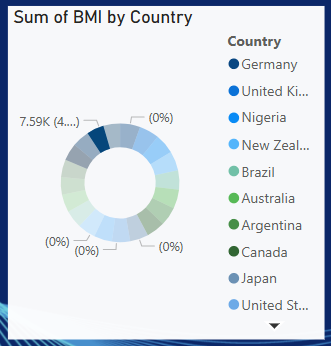 Sum of BMI by Country
Country
Germany
United Ki...
Nigeria
New Zeal...
Brazil
Australia
Argentina
Canada
Japan
United St...
7.59K (4....)
(0%)
(0%)
(0%)
(0%)